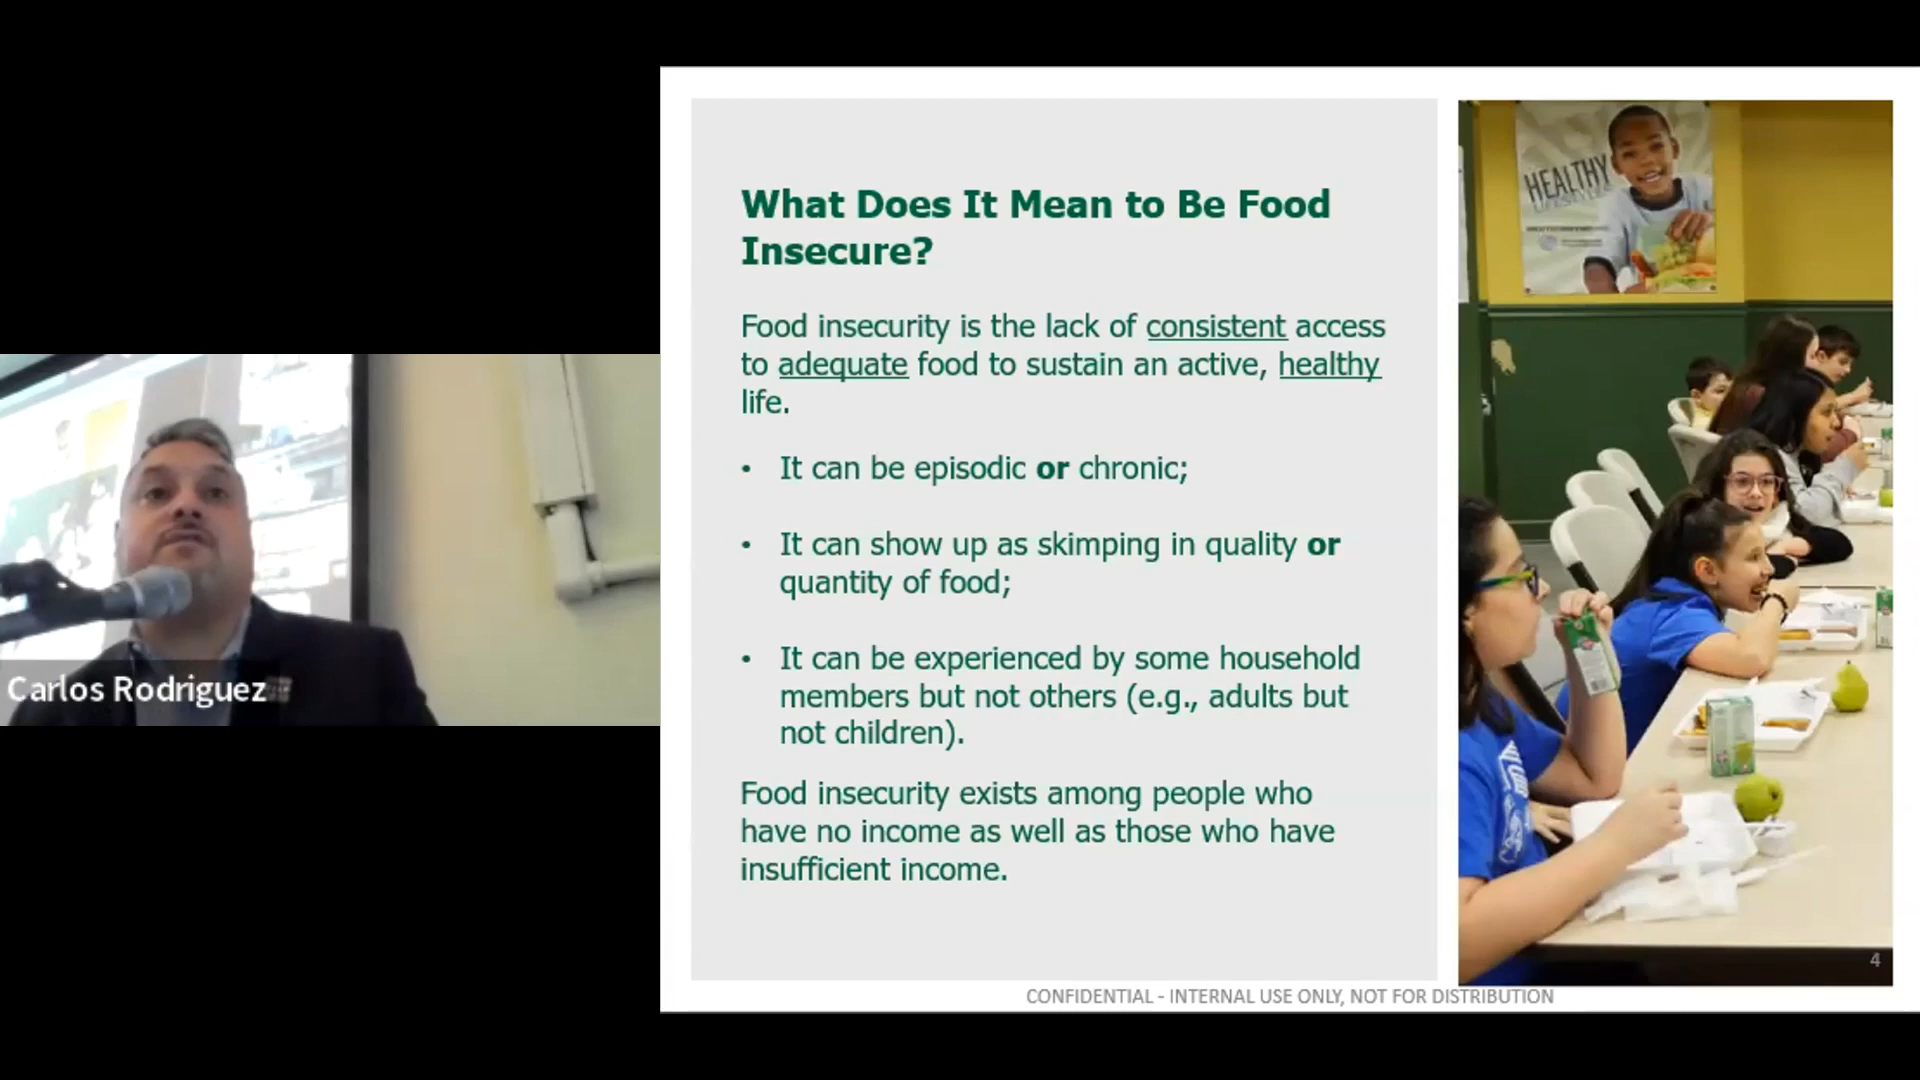 What Does It Mean to Be Food
Insecure?
Food insecurity is the lack of consistent access
to adequate food to sustain an active, healthy
life.
• It can be episodic or chronic;
• It can show up as skimping in quality or
quantity of food;
• It can be experienced by some household
members but not others (e.g., adults but
not children).
Food insecurity exists among people who
have no income as well as those who have
insufficient income.
HEALTHY
4
CONFIDENTIAL - INTERNAL USE ONLY, NOT FOR DISTRIBUTION
Carlos Rodriguez